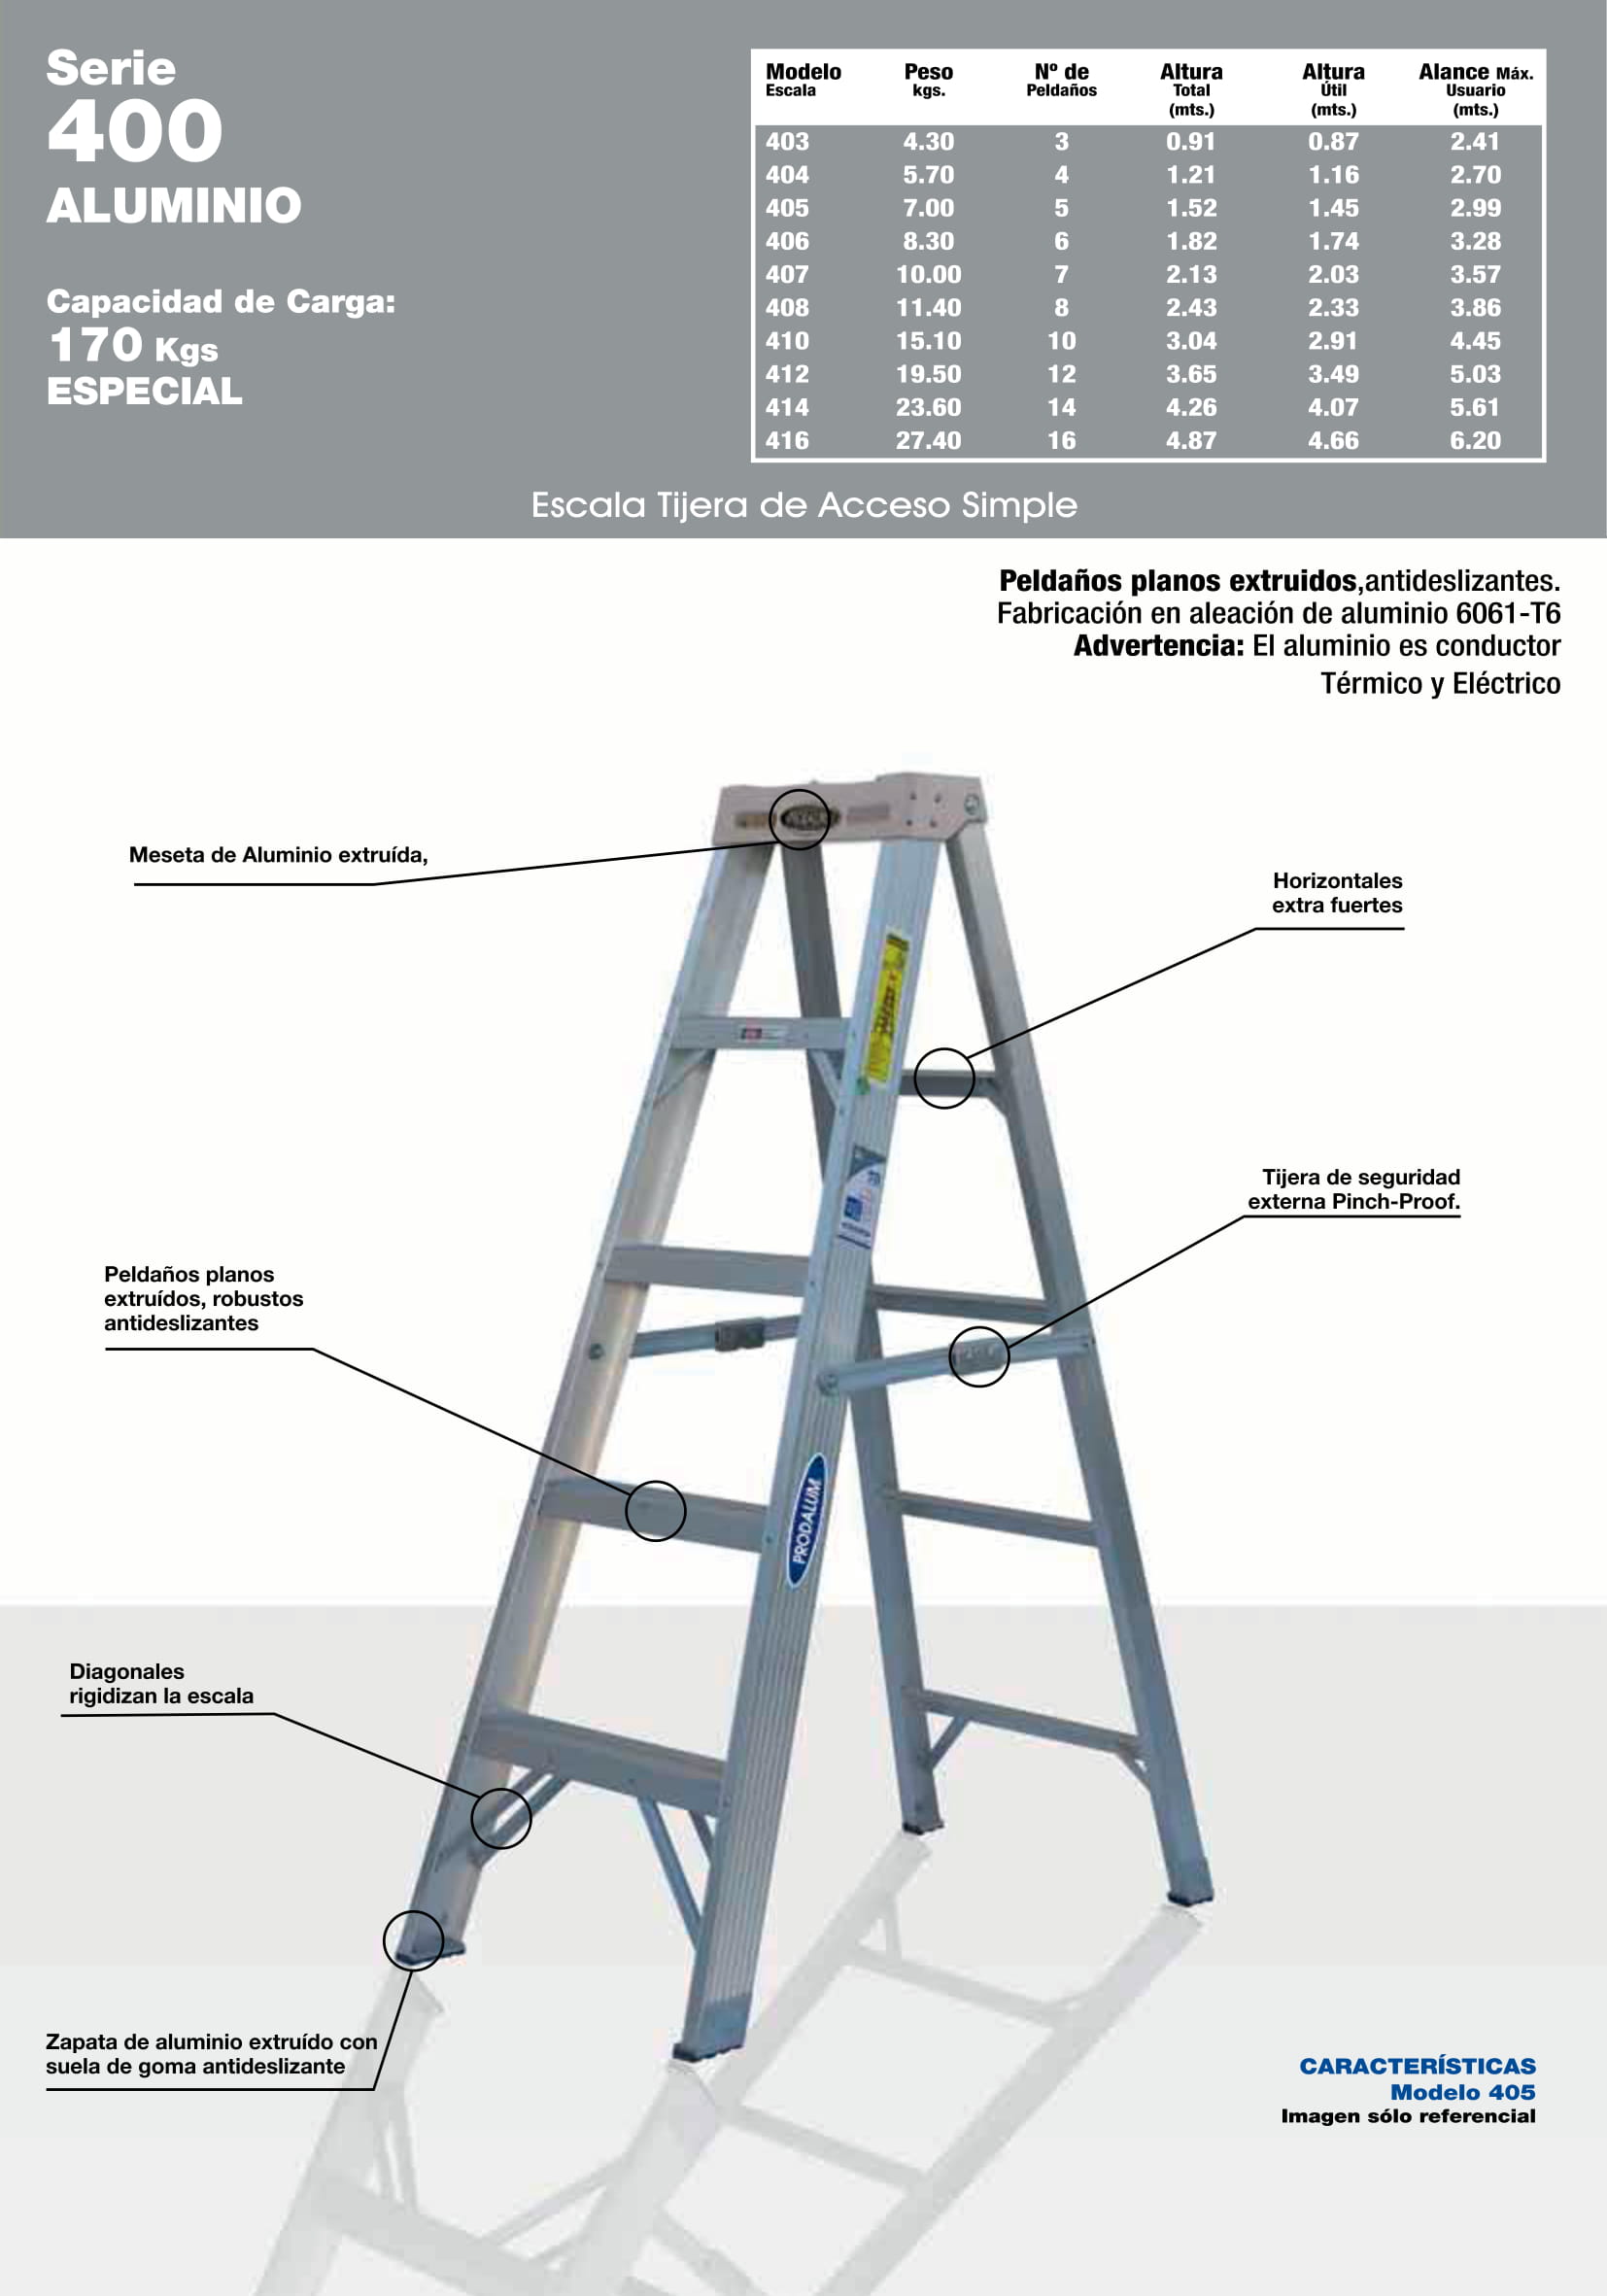 Serie
400
ALUMINIO
Capacidad de Carga:
170 Kgs
ESPECIAL
Modelo Peso Nº de Altura Altura Alance Máx.
Escala kgs. Peldaños Total Útil Usuario
(mts.) (mts.) (mts.)
403 4.30 3 0.91 0.87 2.41
404 5.70 4 1.21 1.16 2.70
405 7.00 5 1.52 1.45 2.99
406 8.30 6 1.82 1.74 3.28
407 10.00 7 2.13 2.03 3.57
408 11.40 8 2.43 2.33 3.86
410 15.10 10 3.04 2.91 4.45
412 19.50 12 3.65 3.49 5.03
414 23.60 14 4.26 4.07 5.61
416 27.40 16 4.87 4.66 6.20
Escala Tijera de Acceso Simple
Peldaños planos extruidos,antideslizantes.
Fabricación en aleación de aluminio 6061-T6
Advertencia: El aluminio es conductor
Térmico y Eléctrico
Meseta de Aluminio extruída,
Horizontales
extra fuertes
Tijera de seguridad
externa Pinch-Proof.
Peldaños planos
extruídos, robustos
antideslizantes
PRODALUM
Diagonales
rigidizan la escala
Zapata de aluminio extruído con
suela de goma antideslizante
CARACTERÍSTICAS
Modelo 405
Imagen sólo referencial